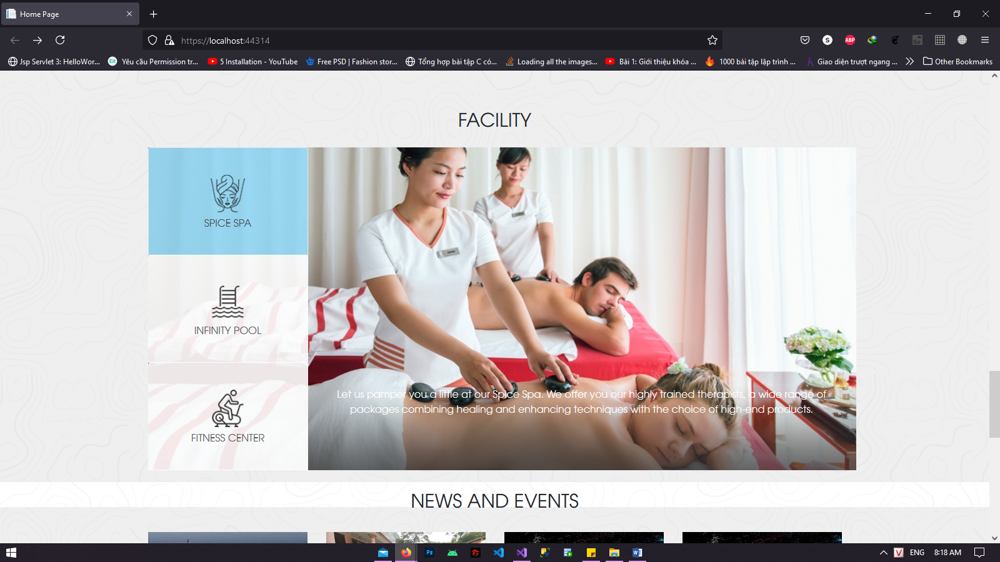 Home Page
https://localhost:44314
Jsp Servlet 3: HelloWor...
Eit
Yêu cầu Permission tr...
5 Installation - YouTube
Free PSD | Fashion stor...
Tổng hợp bài tập C có...
Loading all the images...
Bài 1: Giới thiệu khóa ...
1000 bài tập lập trình ...
Giao diện trượt ngang ...
Other Bookmarks
S
ABP
Se
FACILITY
SPICE SPA
INFINITY POOL
FITNESS CENTER
Let us pamper you a little at our Spice Spa. We offer you our highly trained therapists, a wide range of
packages combining healing and enhancing techniques with the choice of high-end products.
NEWS AND EVENTS
Ps
V
ENG
8:18 AM